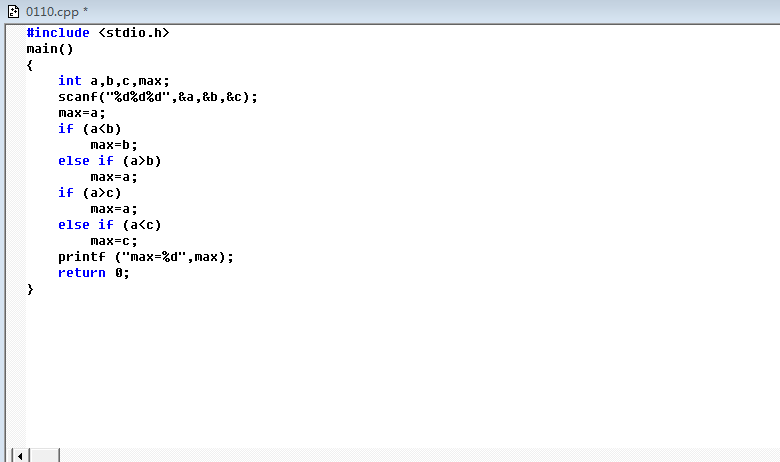 0110.cpp *
#include <stdio.h>
main()
{
    int a,b,c,max;
    scanf("%d%d%d",&a,&b,&c);
    max=a;
    if (a<b)
        max=b;
    else if (a>b)
        max=a;
    if (a>c)
        max=a;
    else if (a<c)
        max=c;
    printf ("max=%d",max);
    return 0;
}